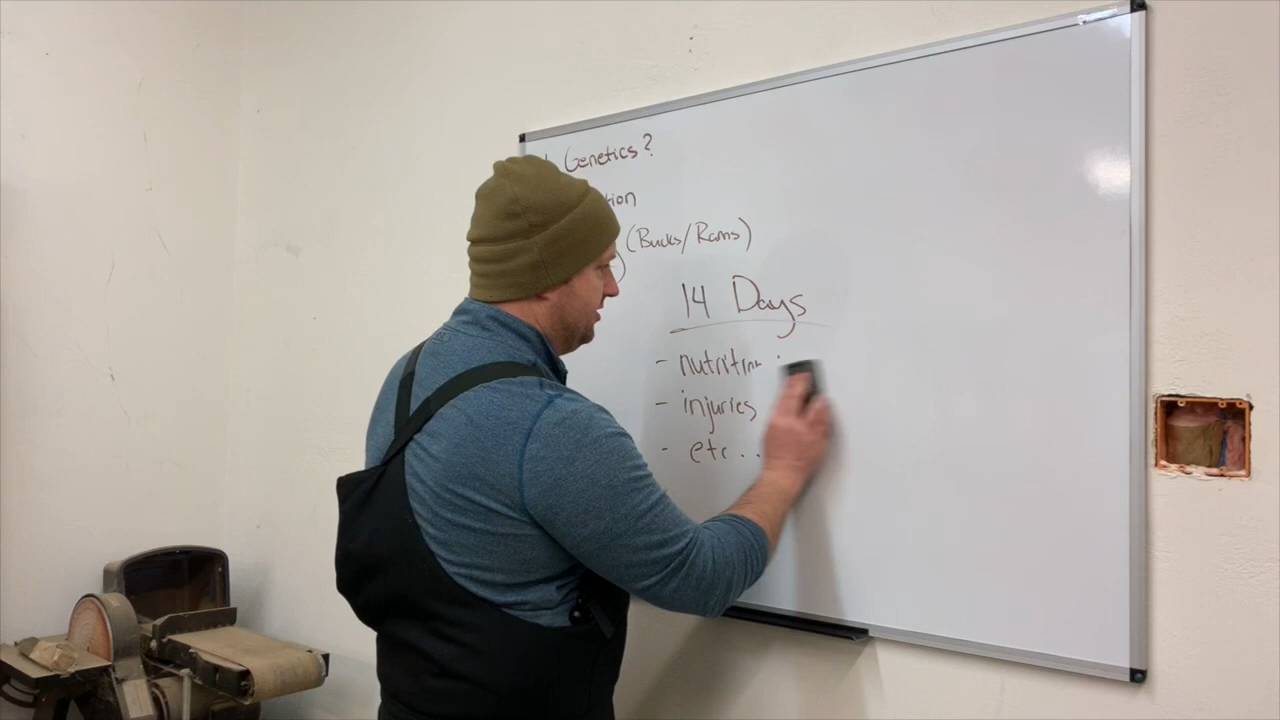 Genetics?
tion
(Bucks/Rams)
)
14 Days
- nutrition
- injuries
- etc..